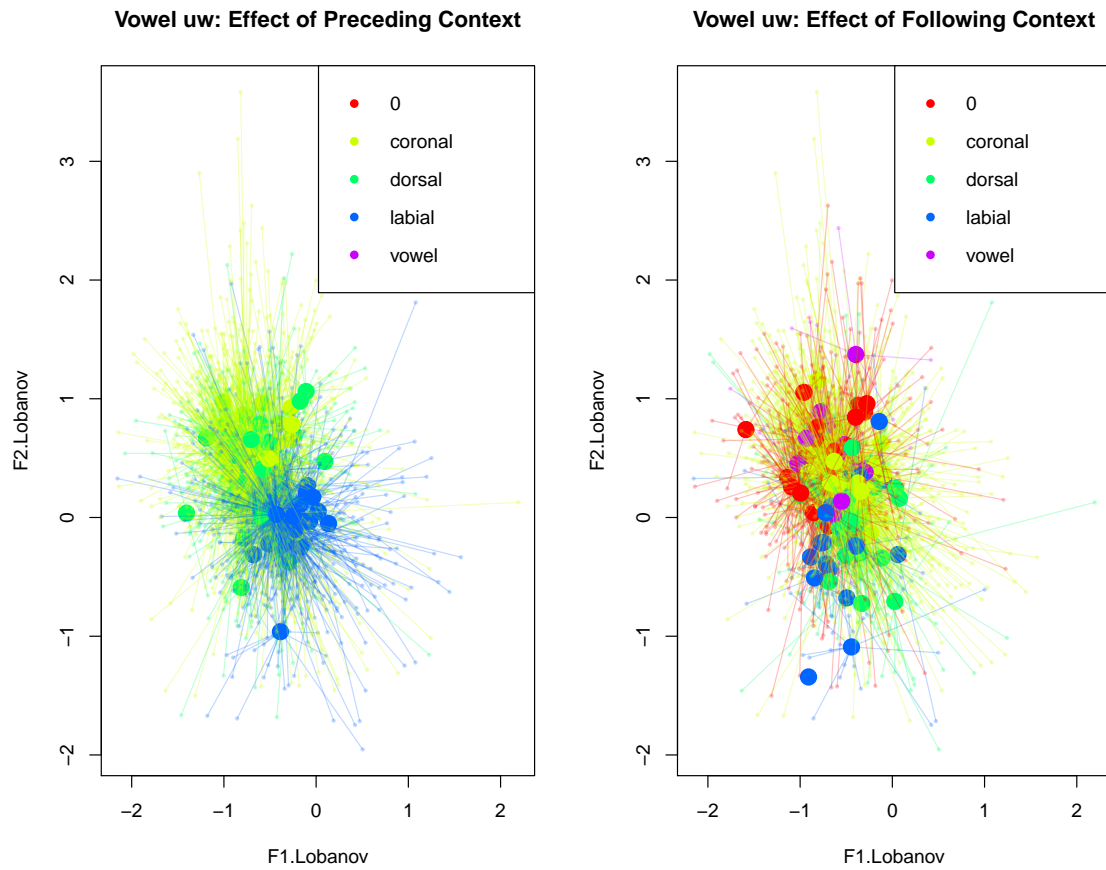 Vowel uw: Effect of Preceding Context
0
coronal
dorsal
labial
vowel
3
2
1
0
−1
−2
F2.Lobanov
−2
−1
0
1
2
F1.Lobanov
Vowel uw: Effect of Following Context
0
coronal
dorsal
labial
vowel
3
2
1
0
−1
−2
F2.Lobanov
−2
−1
0
1
2
F1.Lobanov